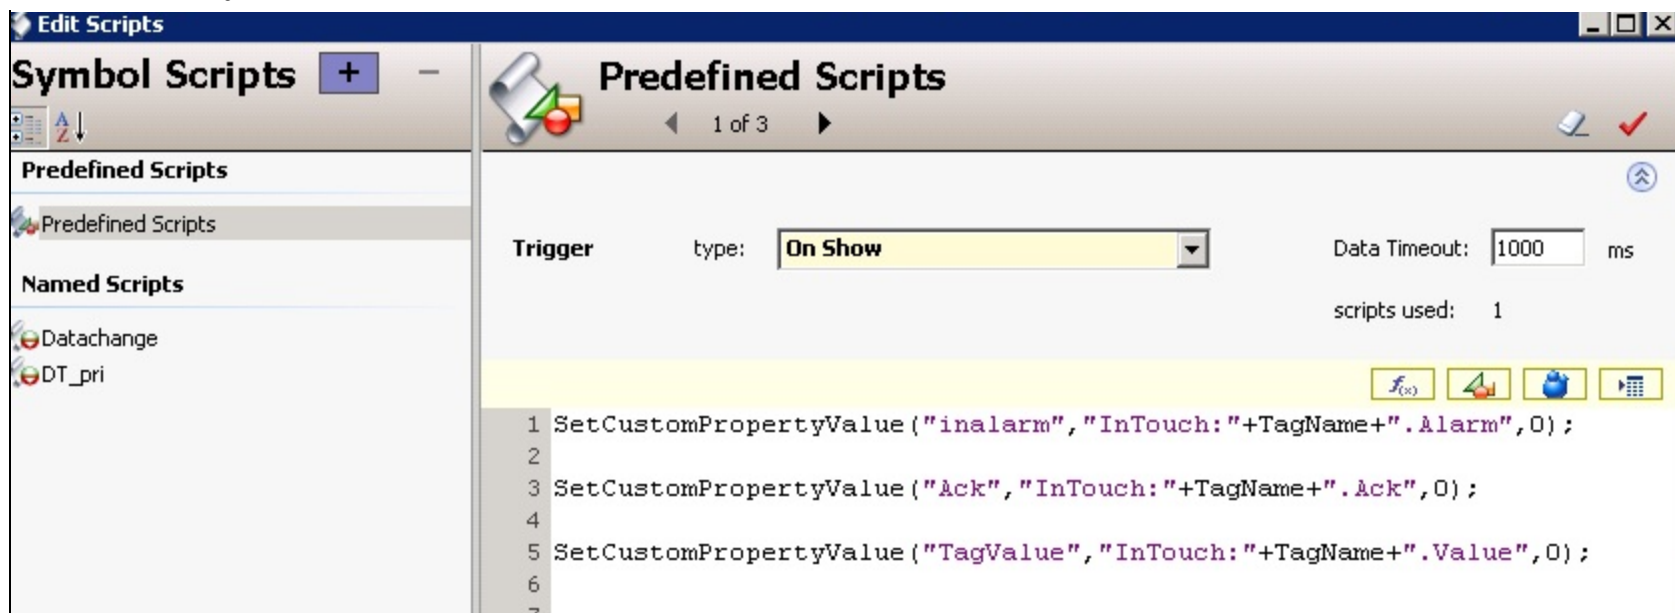 Edit Scripts
Symbol Scripts + −
A
Z
Predefined Scripts
Predefined Scripts
Named Scripts
Datachange
DT_pri
Predefined Scripts
1 of 3
Trigger type: On Show Data Timeout: 1000 ms
scripts used: 1
f(x)
1 SetCustomPropertyValue("inalarm","InTouch:"+TagName+".Alarm",0);
2
3 SetCustomPropertyValue("Ack","InTouch:"+TagName+".Ack",0);
4
5 SetCustomPropertyValue("TagValue","InTouch:"+TagName+".Value",0);
6